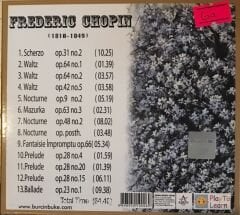 FREDERIC CHOPIN
(1810-1849)
1.Scherzo op.31 no.2 (10.25)
2.Waltz op.64 no.1 (01.39)
3.Waltz op.64 no.2 (03.57)
4.Waltz op.42 no.5 (03.58)
5.Nocturne op.9 no.2 (05.19)
6.Mazurka op.63 no.3 (02.31)
7.Nocturne op.48 no.2 (08.02)
8.Nocturne op.posth. (03.48)
9.Fantaisie Impromptu op.66) (05.34)
10.Prelude op.28 no.4 (01.59)
11.Prelude op.28 no.20 (01.39)
12.Prelude op.28 no.15 (06.11)
13.Ballade op.23 no.1 (09.38)
Total Time
www.burcinbuke.com
Play To
Learn